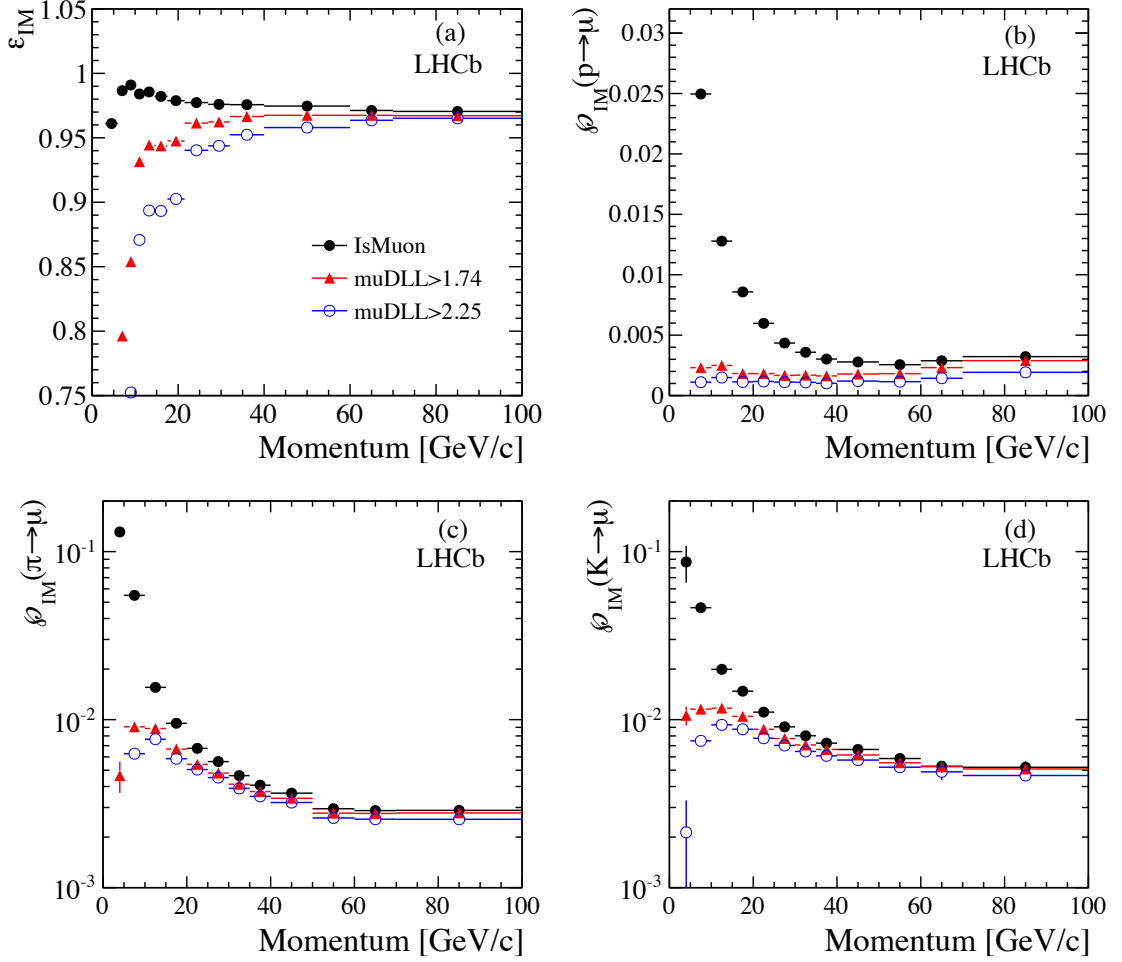 ε_IM
1.05
1
0.95
0.9
0.85
0.8
0.75
(a)
LHCb
IsMuon
muDLL>1.74
muDLL>2.25
0 20 40 60 80 100
Momentum [GeV/c]
℘_IM(p→μ)
0.03
0.025
0.02
0.015
0.01
0.005
0
(b)
LHCb
0 20 40 60 80 100
Momentum [GeV/c]
℘_IM(π→μ)
10⁻¹
10⁻²
10⁻³
(c)
LHCb
0 20 40 60 80 100
Momentum [GeV/c]
℘_IM(K→μ)
10⁻¹
10⁻²
10⁻³
(d)
LHCb
0 20 40 60 80 100
Momentum [GeV/c]